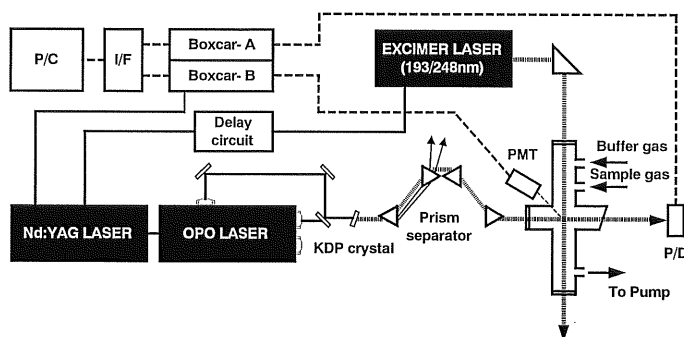 P/C
I/F
Boxcar- A
Boxcar- B
EXCIMER LASER
(193/248nm)
Delay
circuit
PMT
Buffer gas
Sample gas
Nd:YAG LASER
OPO LASER
KDP crystal
Prism
separator
P/D
To Pump